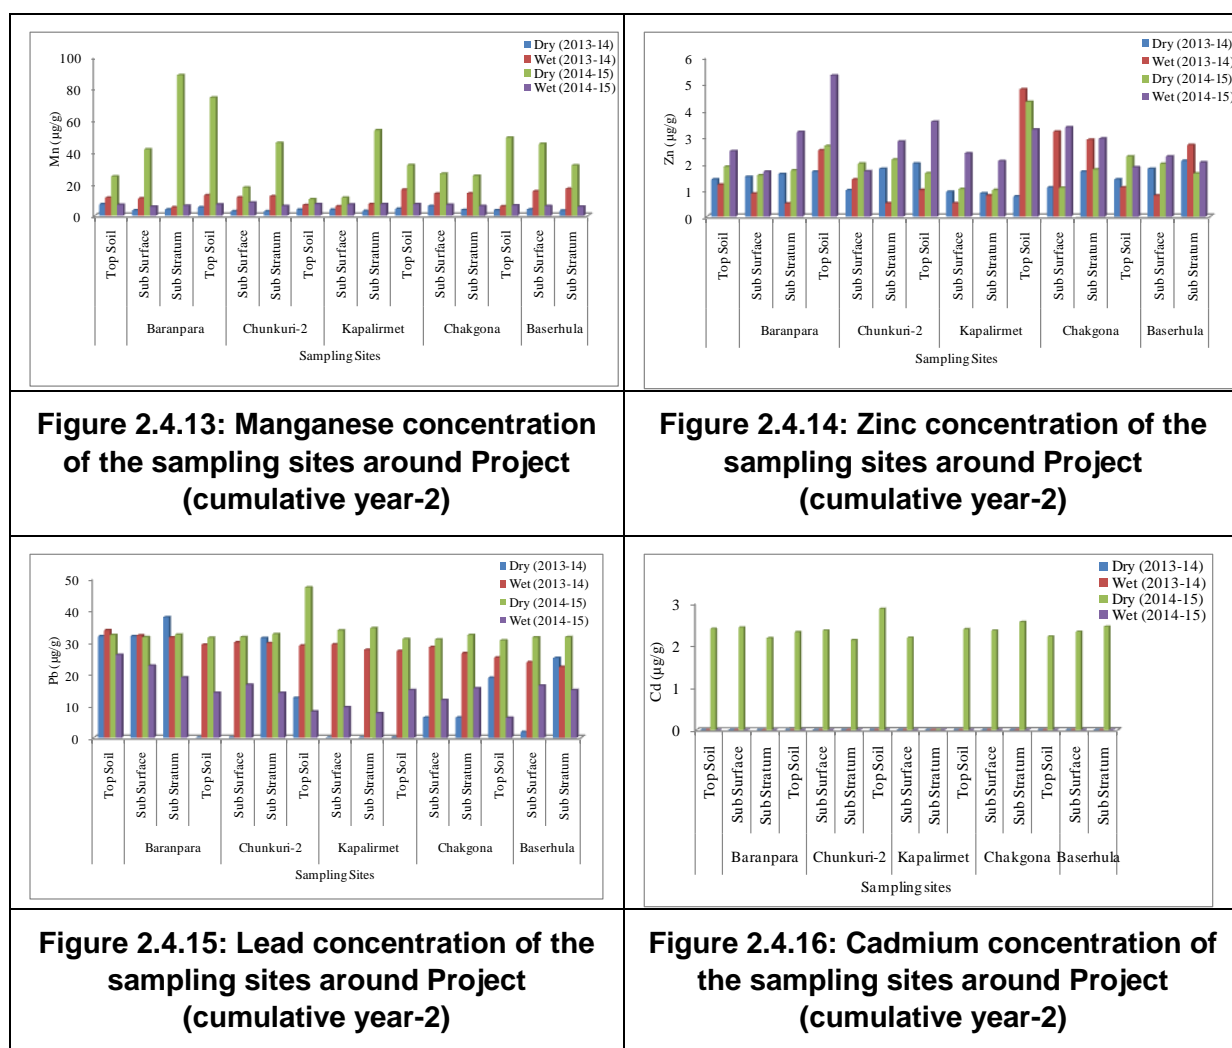 Dry (2013-14)
Wet (2013-14)
Dry (2014-15)
Wet (2014-15)
100
80
60
40
20
0
Mn (µg/g)
Top Soil
Sub Surface
Sub Stratum
Top Soil
Sub Surface
Sub Stratum
Top Soil
Sub Surface
Sub Stratum
Top Soil
Sub Surface
Sub Stratum
Top Soil
Sub Surface
Sub Stratum
Baranpara
Chunkuri-2
Kapalirmet
Chakgona
Baserhula
Sampling Sites
Dry (2013-14)
Wet (2013-14)
Dry (2014-15)
Wet (2014-15)
6
5
4
3
2
1
0
Zn (µg/g)
Top Soil
Sub Surface
Sub Stratum
Top Soil
Sub Surface
Sub Stratum
Top Soil
Sub Surface
Sub Stratum
Top Soil
Sub Surface
Sub Stratum
Top Soil
Sub Surface
Sub Stratum
Baranpara
Chunkuri-2
Kapalirmet
Chakgona
Baserhula
Sampling Sites
Figure 2.4.13: Manganese concentration
of the sampling sites around Project
(cumulative year-2)
Figure 2.4.14: Zinc concentration of the
sampling sites around Project
(cumulative year-2)
Dry (2013-14)
Wet (2013-14)
Dry (2014-15)
Wet (2014-15)
50
40
30
20
10
0
Pb (µg/g)
Top Soil
Sub Surface
Sub Stratum
Top Soil
Sub Surface
Sub Stratum
Top Soil
Sub Surface
Sub Stratum
Top Soil
Sub Surface
Sub Stratum
Top Soil
Sub Surface
Sub Stratum
Baranpara
Chunkuri-2
Kapalirmet
Chakgona
Baserhula
Sampling Sites
Dry (2013-14)
Wet (2013-14)
Dry (2014-15)
Wet (2014-15)
3
2
1
0
Cd (µg/g)
Top Soil
Sub Surface
Sub Stratum
Top Soil
Sub Surface
Sub Stratum
Top Soil
Sub Surface
Sub Stratum
Top Soil
Sub Surface
Sub Stratum
Top Soil
Sub Surface
Sub Stratum
Baranpara
Chunkuri-2
Kapalirmet
Chakgona
Baserhula
Sampling sites
Figure 2.4.15: Lead concentration of the
sampling sites around Project
(cumulative year-2)
Figure 2.4.16: Cadmium concentration of
the sampling sites around Project
(cumulative year-2)